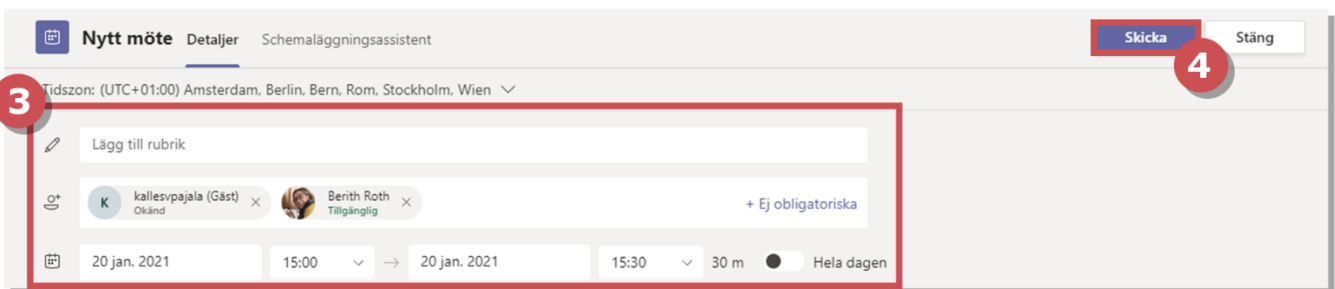 Nytt möte Detaljer Schemaläggningsassistent Skicka Stäng
4
3
Tidszon: (UTC+01:00) Amsterdam, Berlin, Bern, Rom, Stockholm, Wien
Lägg till rubrik
K kallesvpajala (Gäst) Berith Roth + Ej obligatoriska
Okänd Tillgänglig
20 jan. 2021 15:00 → 20 jan. 2021 15:30 30 m Hela dagen